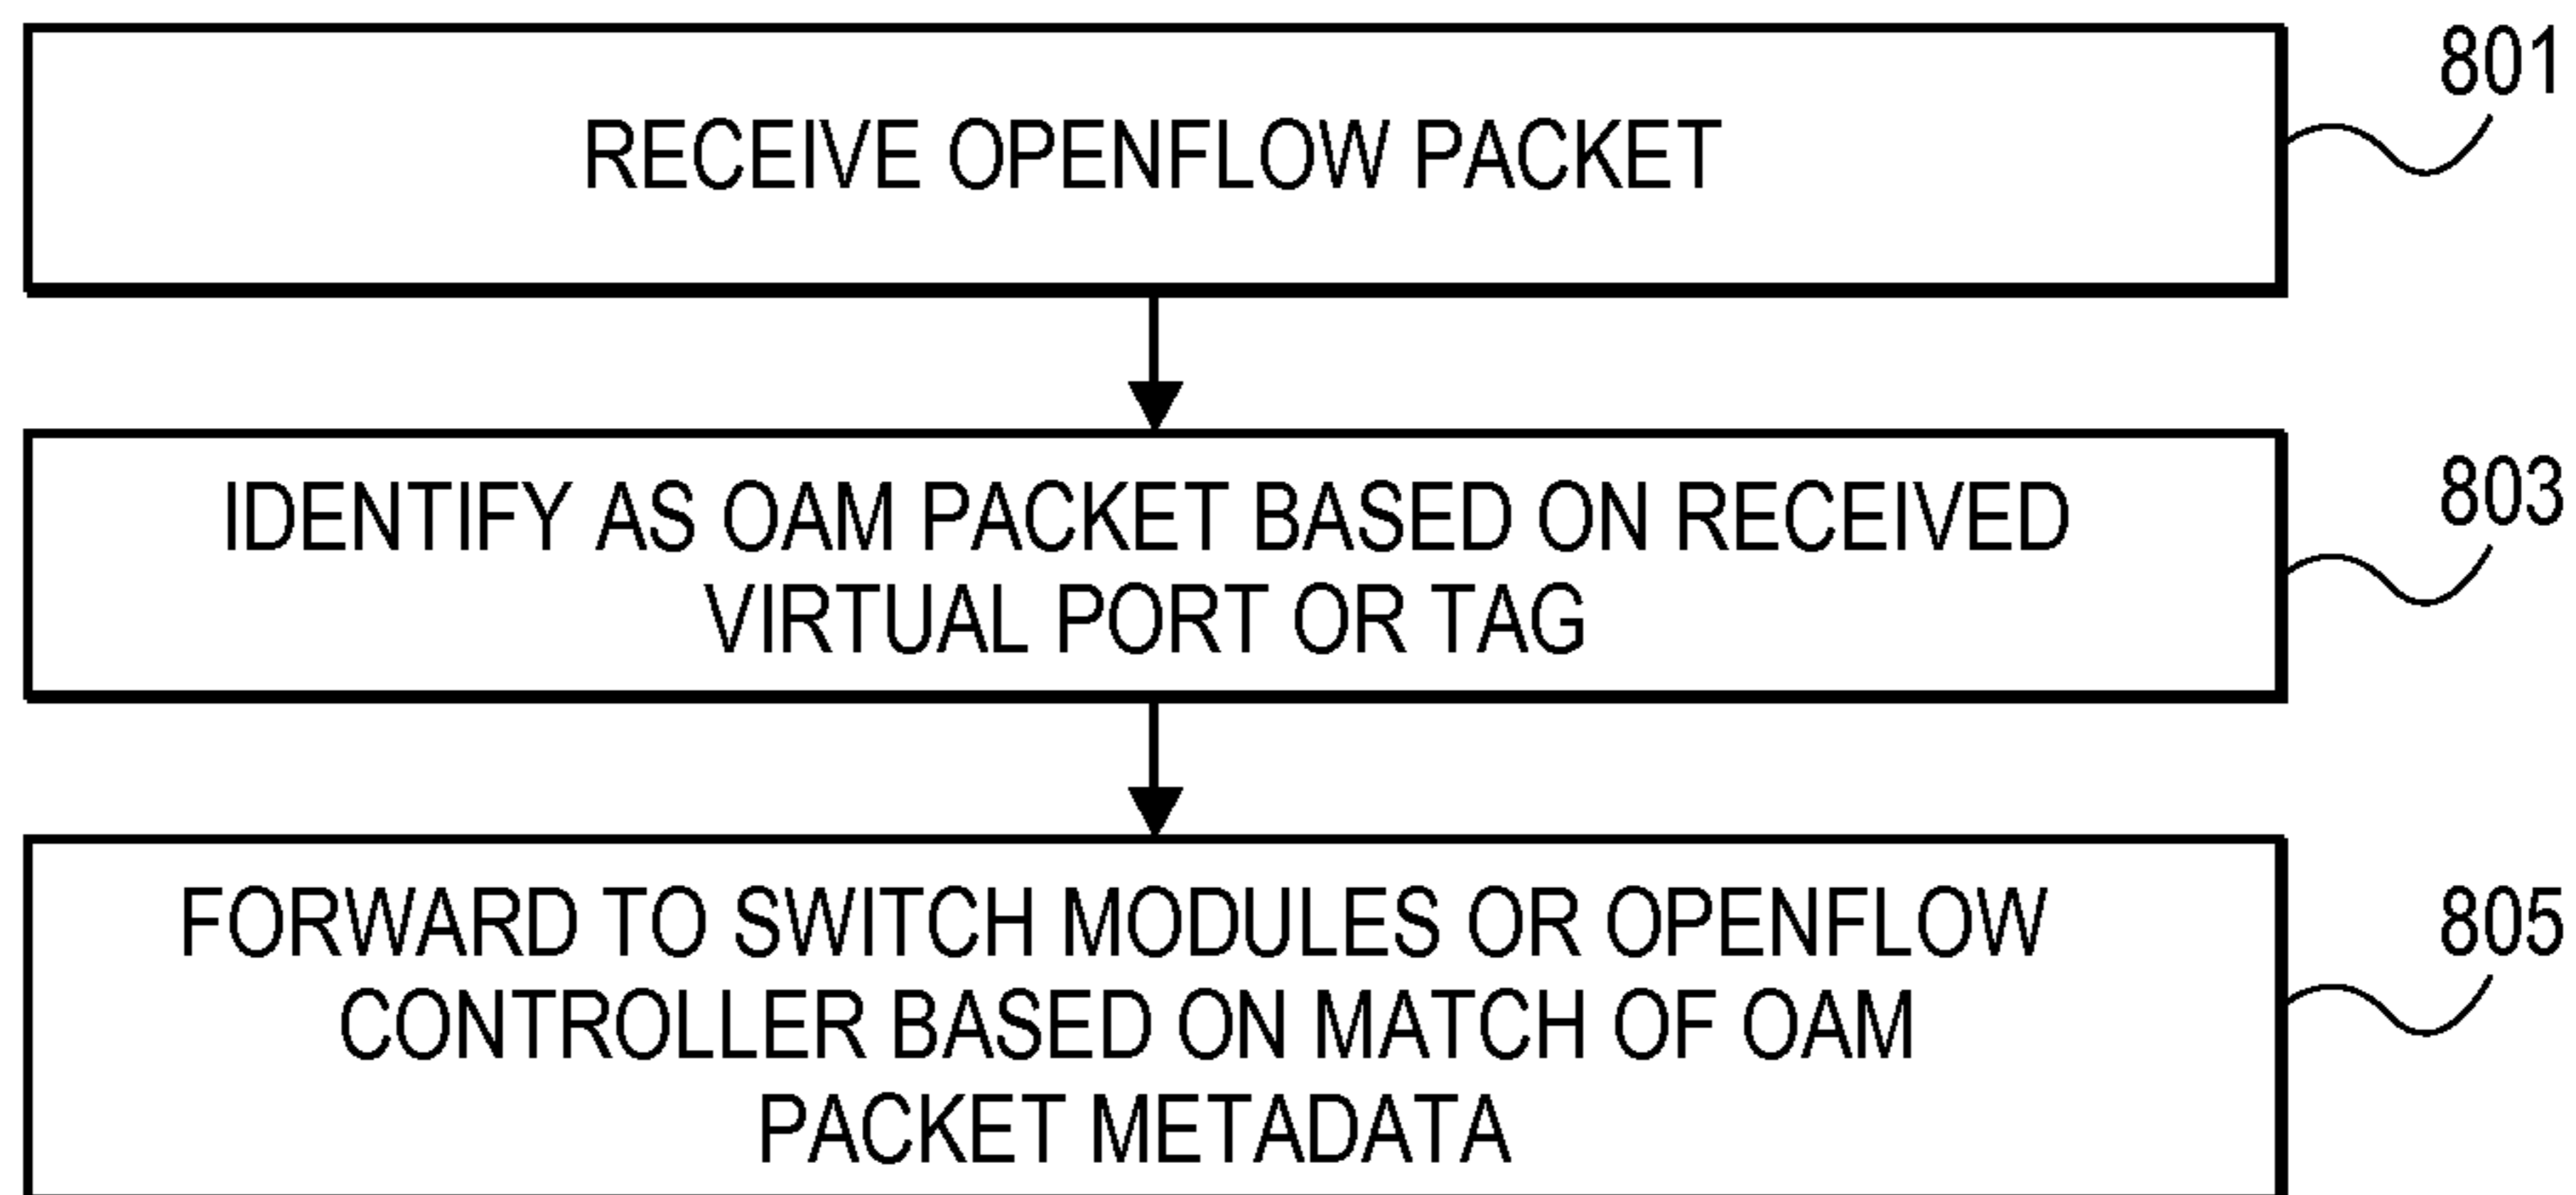 RECEIVE OPENFLOW PACKET
801
IDENTIFY AS OAM PACKET BASED ON RECEIVED
VIRTUAL PORT OR TAG
803
FORWARD TO SWITCH MODULES OR OPENFLOW
CONTROLLER BASED ON MATCH OF OAM
PACKET METADATA
805